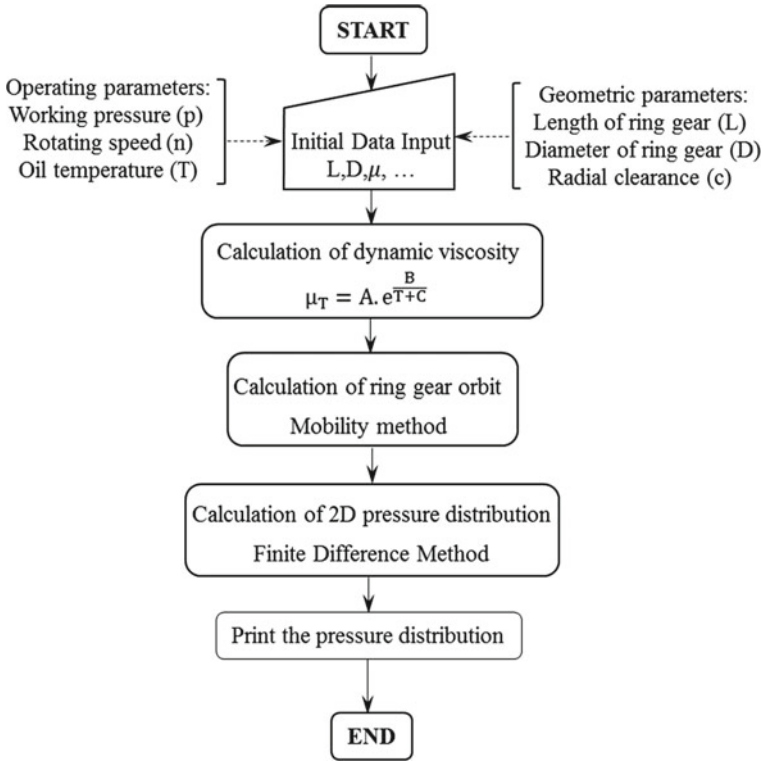 START
Operating parameters:
Working pressure (p)
Rotating speed (n)
Oil temperature (T)
Initial Data Input
L,D,μ, ...
Geometric parameters:
Length of ring gear (L)
Diameter of ring gear (D)
Radial clearance (c)
Calculation of dynamic viscosity
μ_T = A. e^{B/(T+C)}
Calculation of ring gear orbit
Mobility method
Calculation of 2D pressure distribution
Finite Difference Method
Print the pressure distribution
END